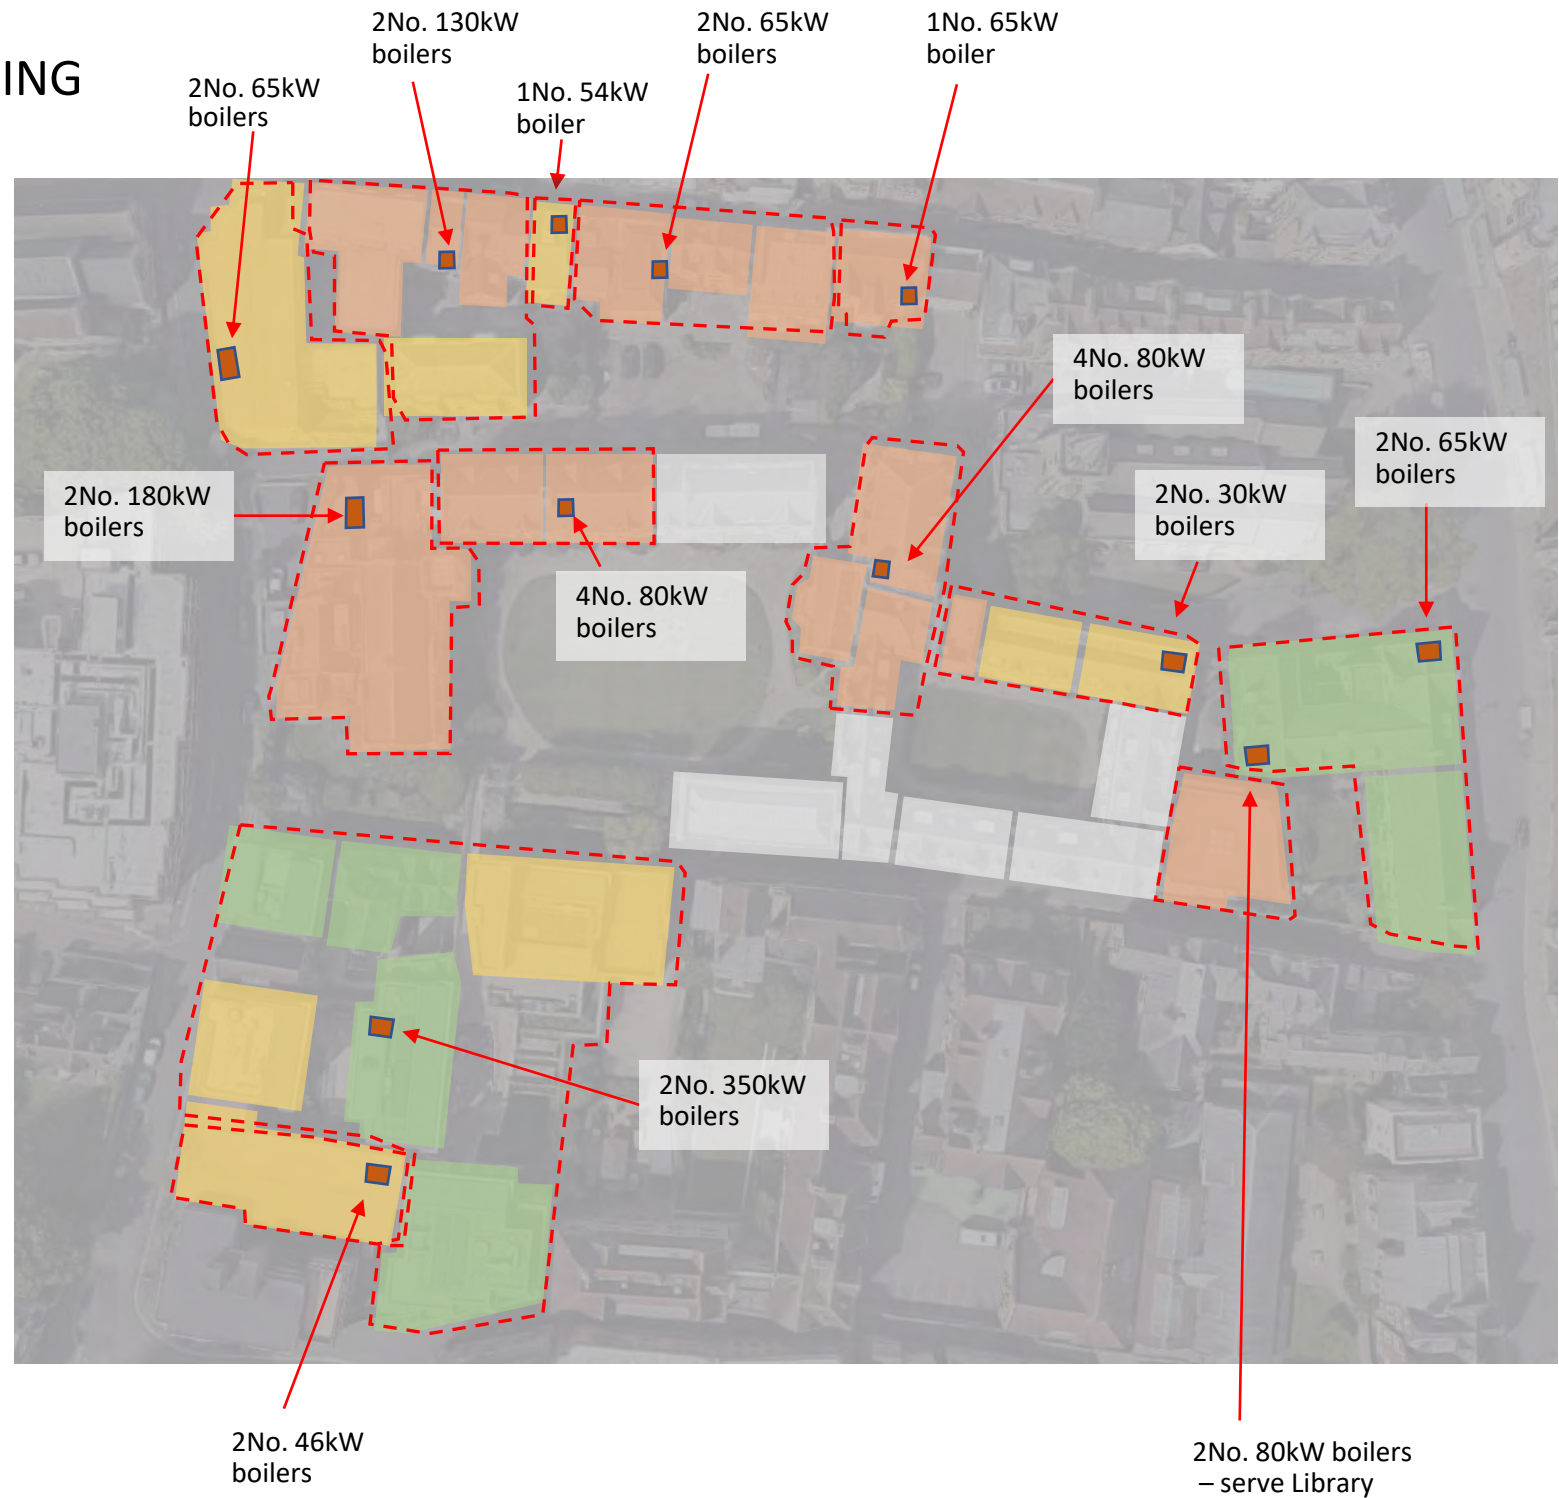 2No. 130kW
boilers
2No. 65kW
boilers
1No. 65kW
boiler
ING
2No. 65kW
boilers
1No. 54kW
boiler
4No. 80kW
boilers
2No. 65kW
boilers
2No. 180kW
boilers
2No. 30kW
boilers
4No. 80kW
boilers
2No. 350kW
boilers
2No. 46kW
boilers
2No. 80kW boilers
– serve Library